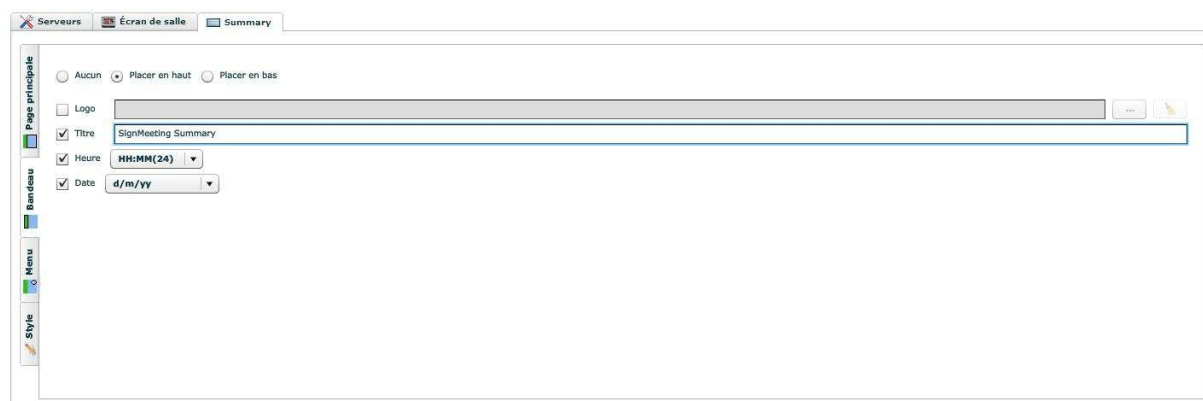 Serveurs Écran de salle Summary
Page principale
Bandeau
Menu
Style
Aucun Placer en haut Placer en bas
Logo ...
Titre SignMeeting Summary
Heure HH:MM(24)
Date d/m/yy